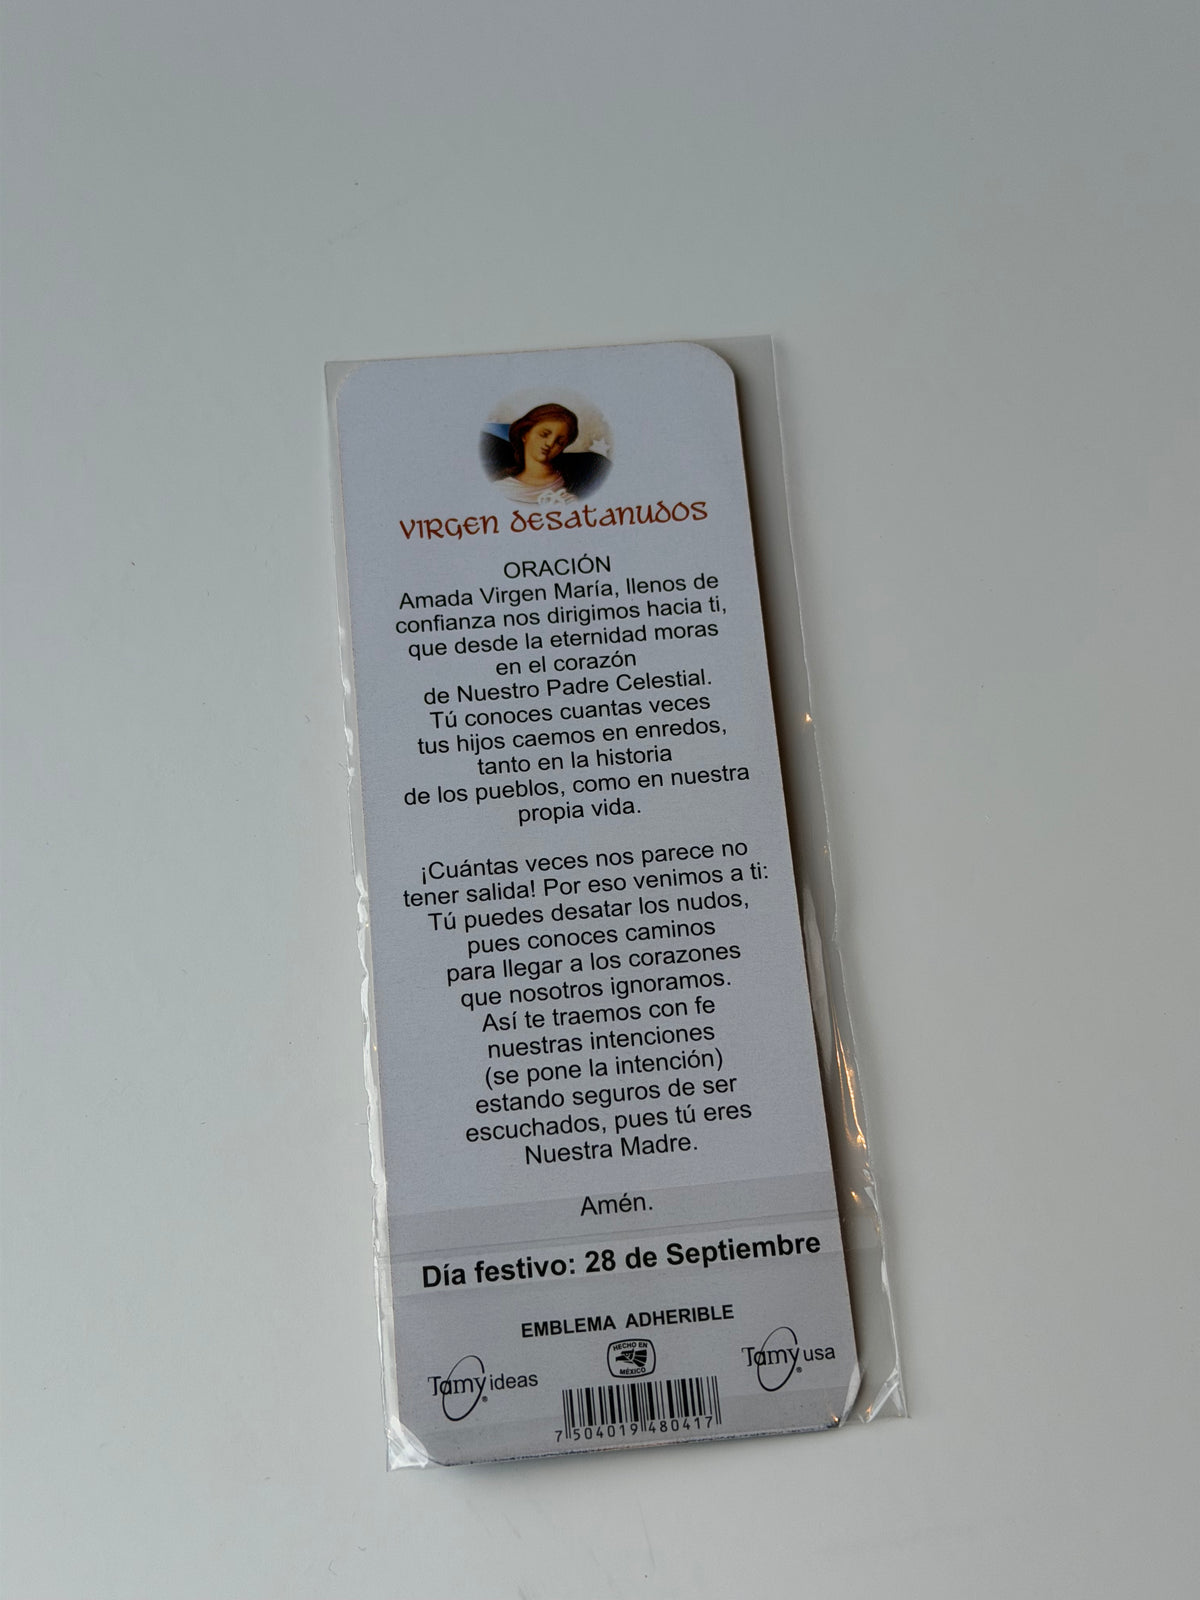 VIRGEN DESATANUDOS
ORACIÓN
Amada Virgen María, llenos de
confianza nos dirigimos hacia ti,
que desde la eternidad moras
en el corazón
de Nuestro Padre Celestial.
Tú conoces cuantas veces
tus hijos caemos en enredos,
tanto en la historia
de los pueblos, como en nuestra
propia vida.
¡Cuántas veces nos parece no
tener salida! Por eso venimos a ti:
Tú puedes desatar los nudos,
pues conoces caminos
para llegar a los corazones
que nosotros ignoramos.
Así te traemos con fe
nuestras intenciones
(se pone la intención)
estando seguros de ser
escuchados, pues tú eres
Nuestra Madre.
Amén.
Día festivo: 28 de Septiembre
EMBLEMA ADHERIBLE
HECHO EN
MÉXICO
Tamy ideas
®
Tamy usa
®
7 504019 480417